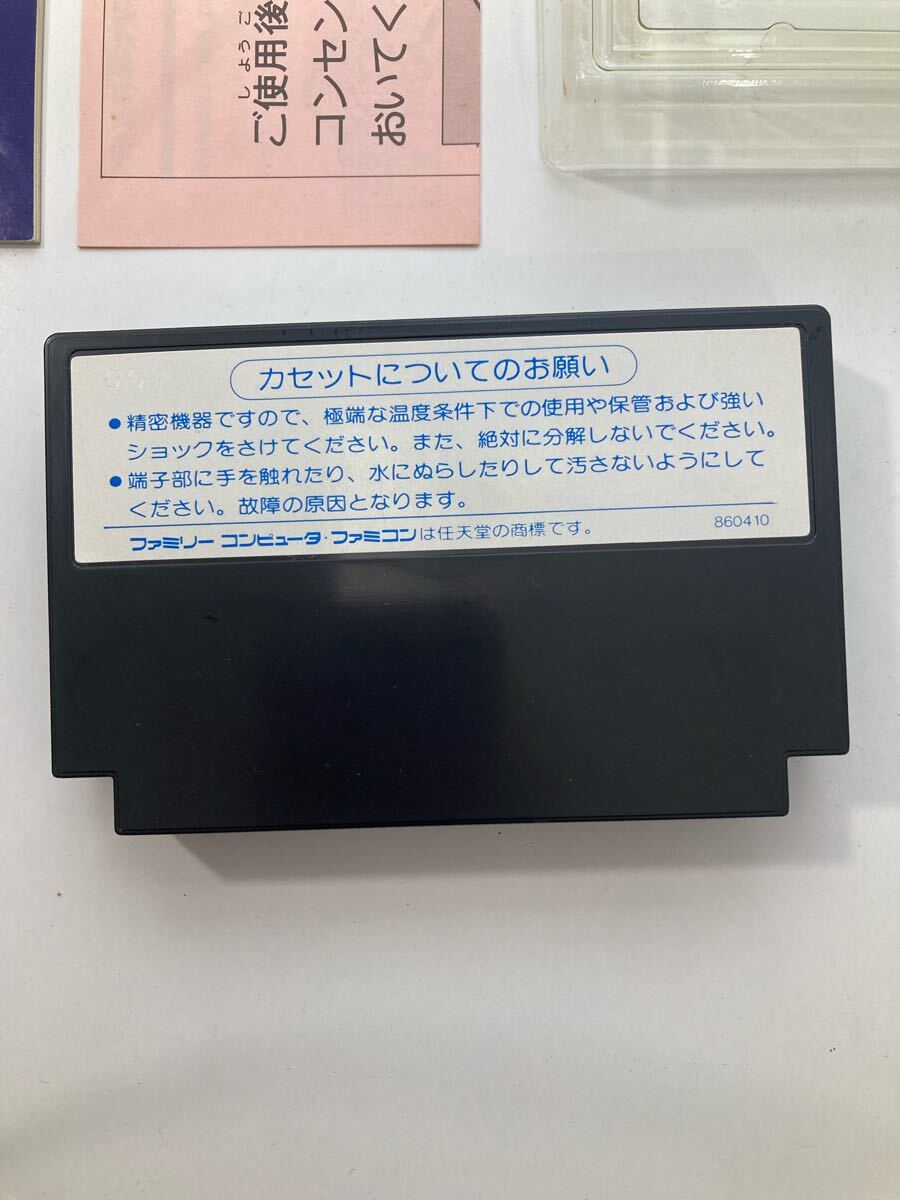 ご使用後
しようご
コンセン
おいてく
カセットについてのお願い
●精密機器ですので、極端な温度条件下での使用や保管および強い
ショックをさけてください。また、絶対に分解しないでください。
●端子部に手を触れたり、水にぬらしたりして汚さないようにして
ください。故障の原因となります。
ファミリー コンピュータ・ファミコンは任天堂の商標です。
860410